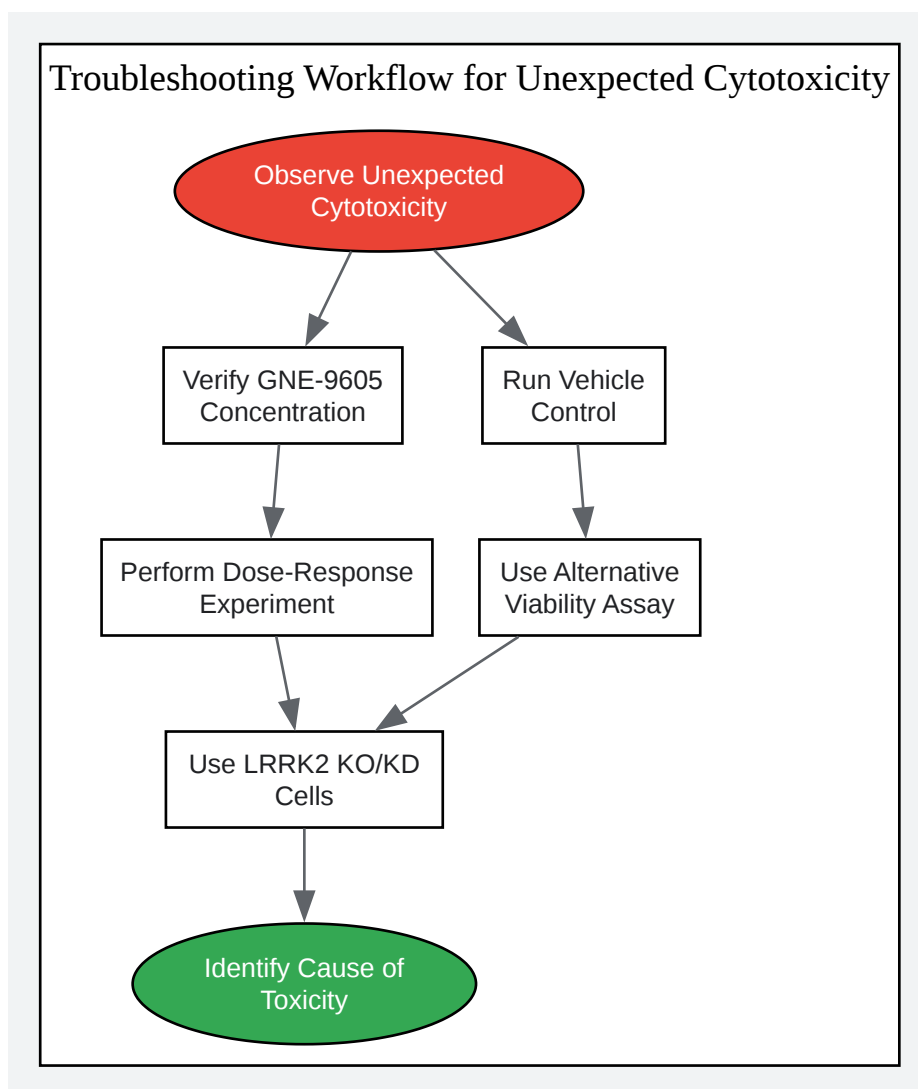 Troubleshooting Workflow for Unexpected Cytotoxicity
Observe Unexpected
Cytotoxicity
Verify GNE-9605
Concentration
Run Vehicle
Control
Perform Dose-Response
Experiment
Use Alternative
Viability Assay
Use LRRK2 KO/KD
Cells
Identify Cause of
Toxicity